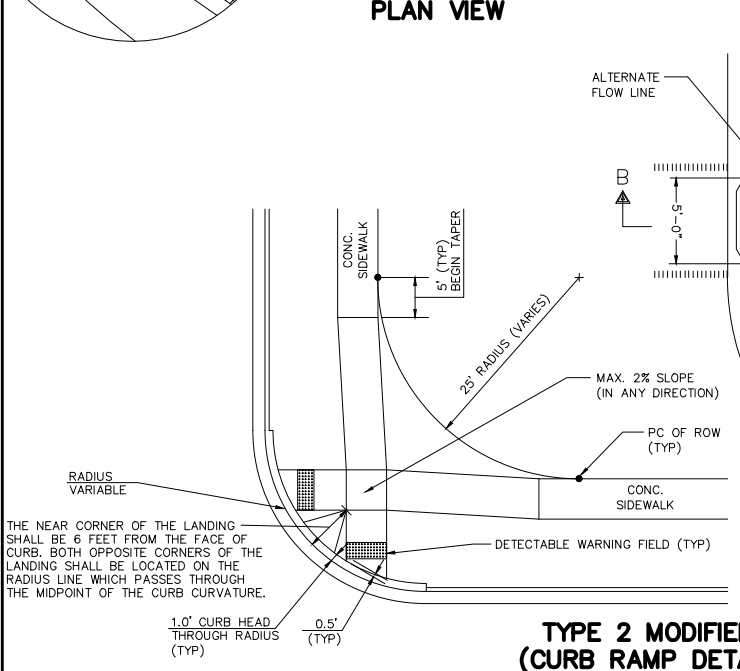 PLAN VIEW
ALTERNATE
FLOW LINE
B
5'-0"
CONC.
SIDEWALK
5' (TYP)
BEGIN TAPER
25' RADIUS (VARIES)
MAX. 2% SLOPE
(IN ANY DIRECTION)
PC OF ROW
(TYP)
RADIUS
VARIABLE
CONC.
SIDEWALK
THE NEAR CORNER OF THE LANDING
SHALL BE 6 FEET FROM THE FACE OF
CURB. BOTH OPPOSITE CORNERS OF THE
LANDING SHALL BE LOCATED ON THE
RADIUS LINE WHICH PASSES THROUGH
THE MIDPOINT OF THE CURB CURVATURE.
DETECTABLE WARNING FIELD (TYP)
1.0' CURB HEAD
THROUGH RADIUS
(TYP)
0.5'
(TYP)
TYPE 2 MODIFIE
(CURB RAMP DETA